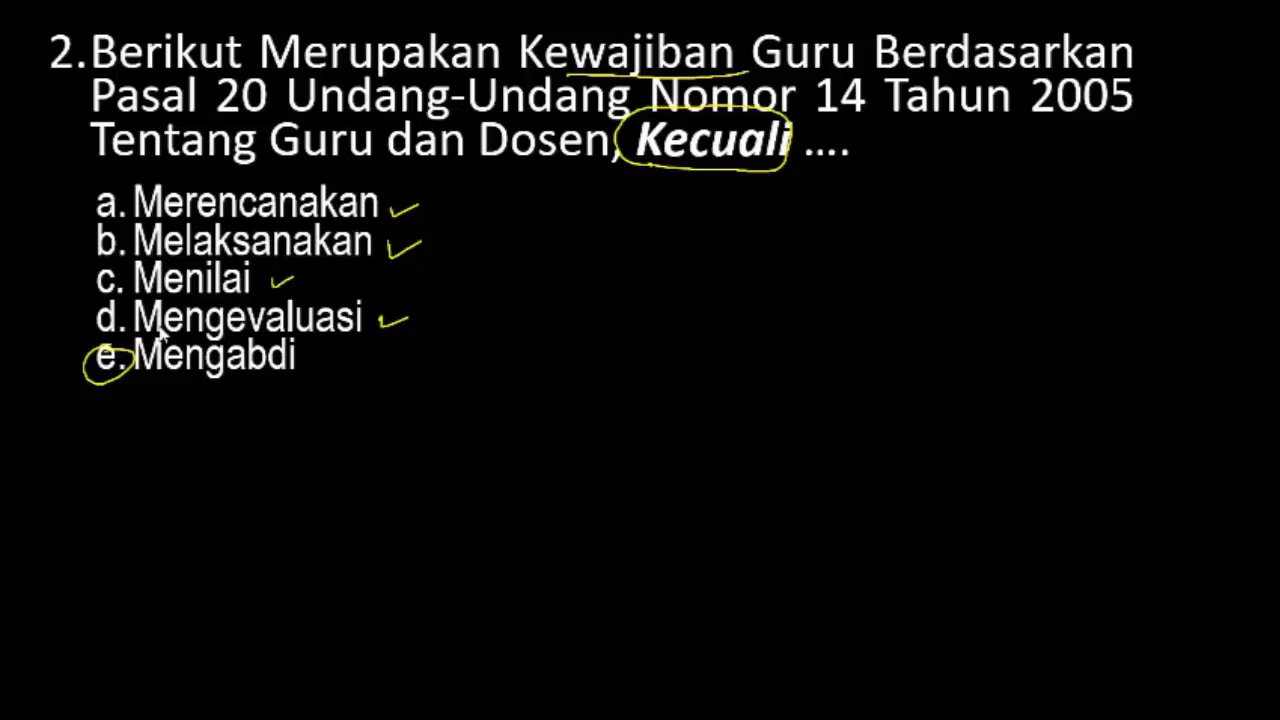 2. Berikut Merupakan Kewajiban Guru Berdasarkan
Pasal 20 Undang-Undang Nomor 14 Tahun 2005
Tentang Guru dan Dosen, Kecuali ....
a. Merencanakan
b. Melaksanakan
c. Menilai
d. Mengevaluasi
e. Mengabdi